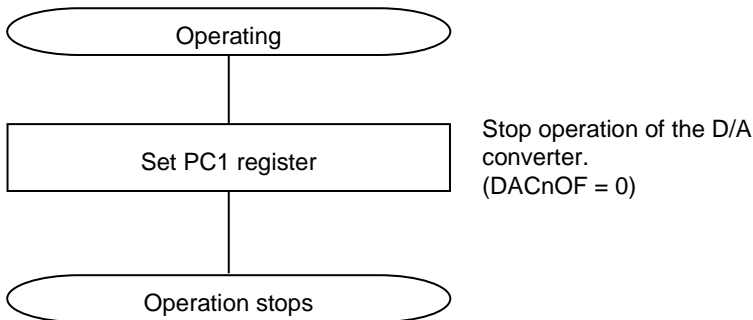 Operating
Set PC1 register
Stop operation of the D/A
converter.
(DACnOF = 0)
Operation stops